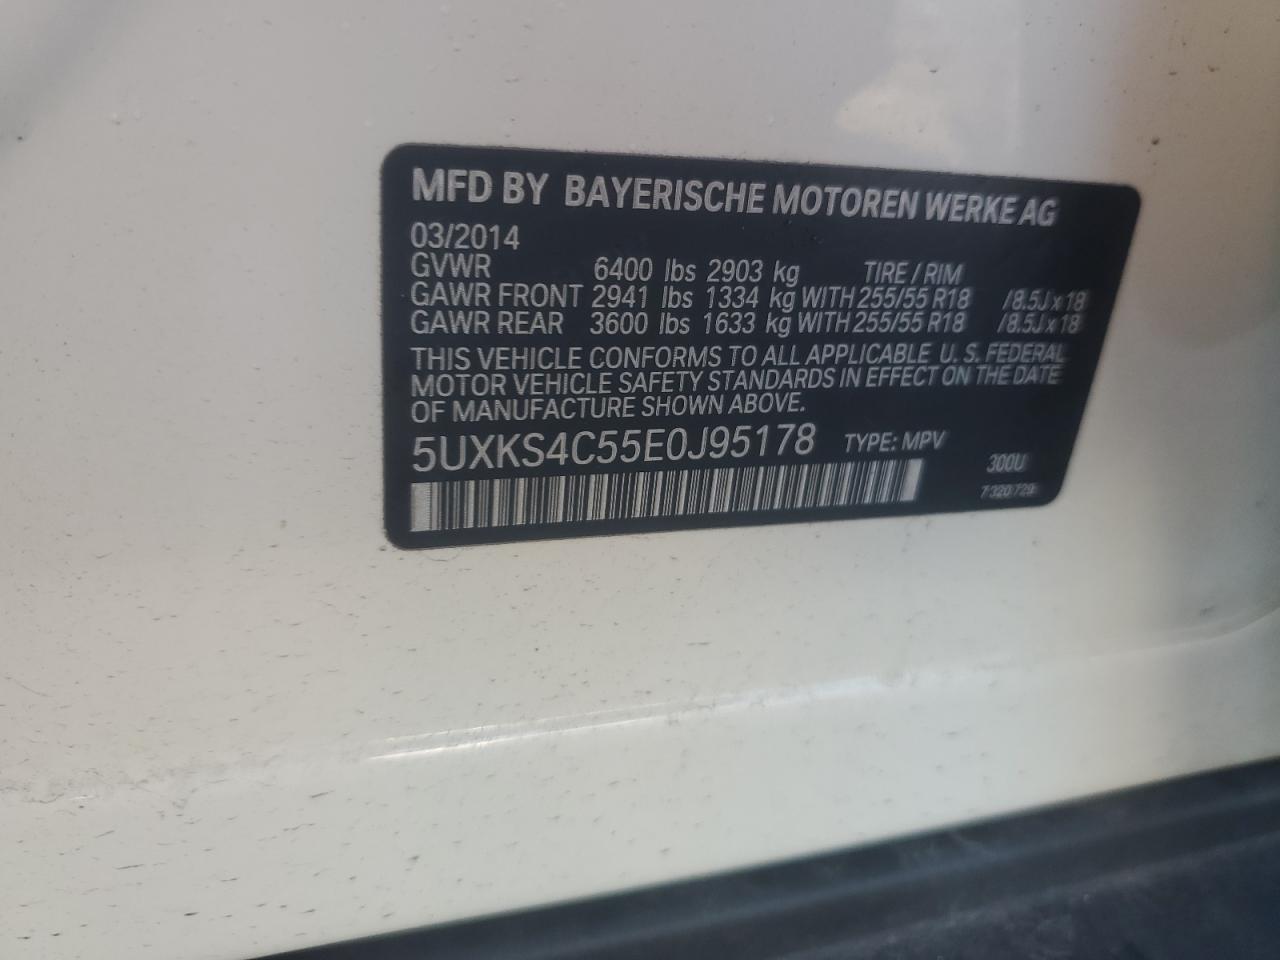 MFD BY BAYERISCHE MOTOREN WERKE AG
03/2014
GVWR 6400 lbs 2903 kg TIRE / RIM
GAWR FRONT 2941 lbs 1334 kg WITH 255/55 R18 /8.5J x 18
GAWR REAR 3600 lbs 1633 kg WITH 255/55 R18 /8.5J x 18
THIS VEHICLE CONFORMS TO ALL APPLICABLE U. S. FEDERAL
MOTOR VEHICLE SAFETY STANDARDS IN EFFECT ON THE DATE
OF MANUFACTURE SHOWN ABOVE.
5UXKS4C55E0J95178 TYPE: MPV
300U
7 320 729